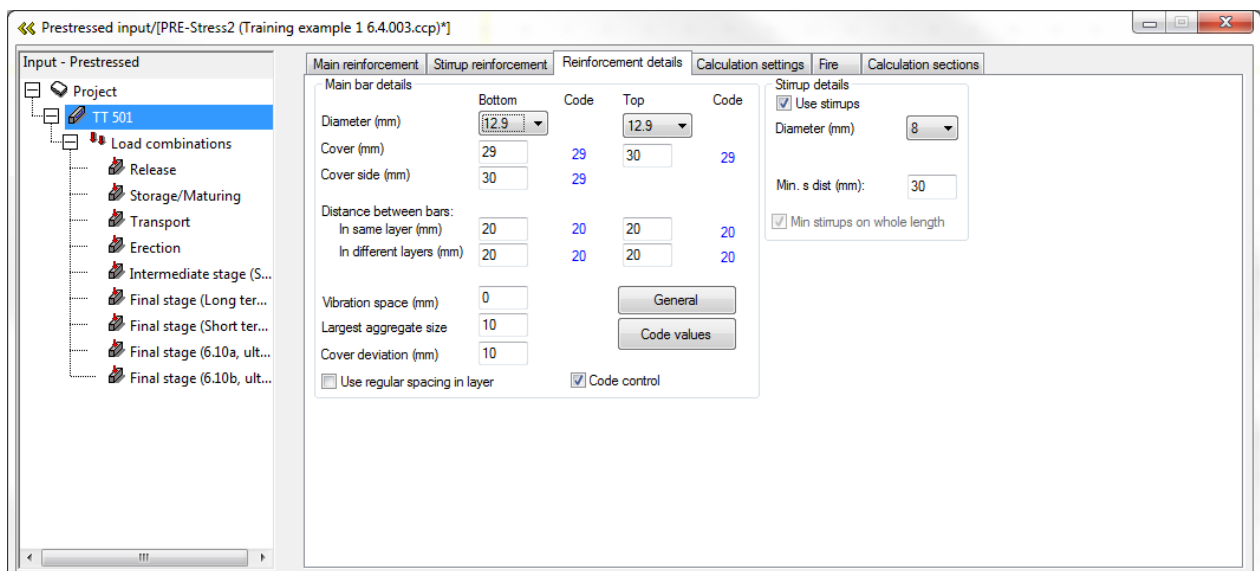 Prestressed input/[PRE-Stress2 (Training example 1 6.4.003.ccp)*]
Input - Prestressed
Project
TT 501
Load combinations
Release
Storage/Maturing
Transport
Erection
Intermediate stage (S...
Final stage (Long ter...
Final stage (Short ter...
Final stage (6.10a, ult...
Final stage (6.10b, ult...
Main reinforcement Stirrup reinforcement Reinforcement details Calculation settings Fire Calculation sections
Main bar details
Bottom Code Top Code
Diameter (mm) 12.9 12.9
Cover (mm) 29 29 30 29
Cover side (mm) 30 29
Distance between bars:
In same layer (mm) 20 20 20 20
In different layers (mm) 20 20 20 20
Vibration space (mm) 0 General
Largest aggregate size 10 Code values
Cover deviation (mm) 10
Use regular spacing in layer Code control
Stirrup details
Use stirrups
Diameter (mm) 8
Min. s dist (mm): 30
Min stirrups on whole length